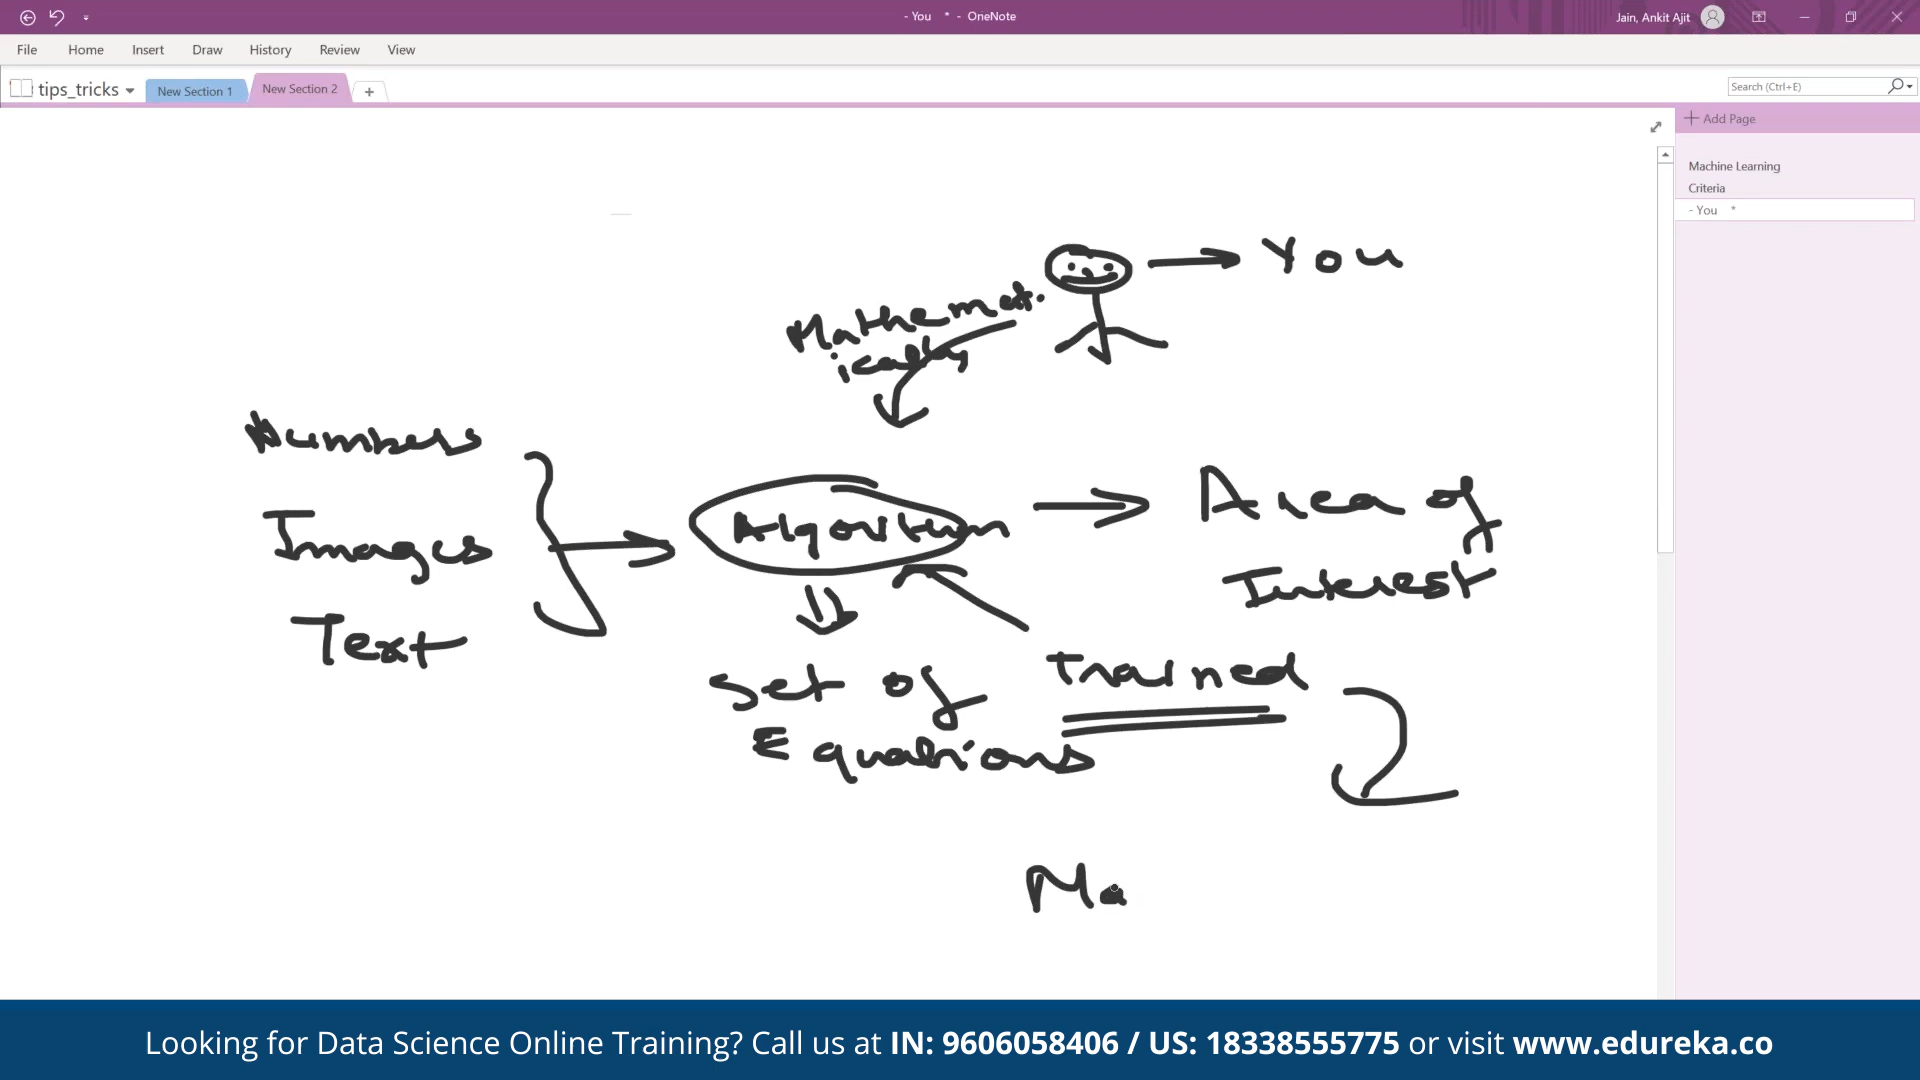 - You * - OneNote
Jain, Ankit Ajit
File Home Insert Draw History Review View
tips_tricks New Section 1 New Section 2 +
Search (Ctrl+E)
Add Page
Machine Learning
Criteria
- You *
You
Mathemat.
ically
Numbers
Images
Text
Algorithm
Area of
Interest
Set of
Equations
trained
Ma
Looking for Data Science Online Training? Call us at IN: 9606058406 / US: 18338555775 or visit www.edureka.co